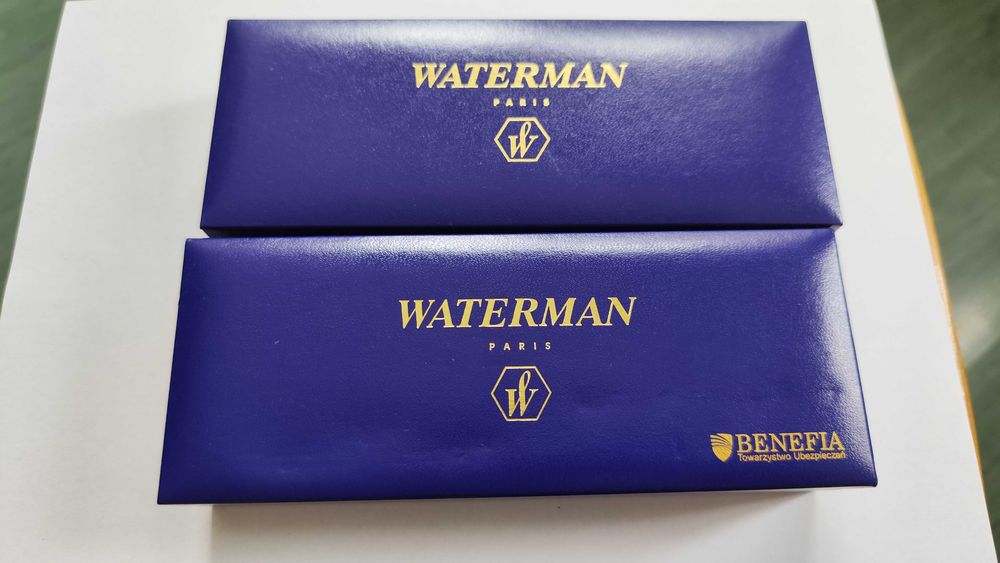 WATERMAN
PARIS
W
WATERMAN
PARIS
W
BENEFIA
Towarzystwo Ubezpieczeń